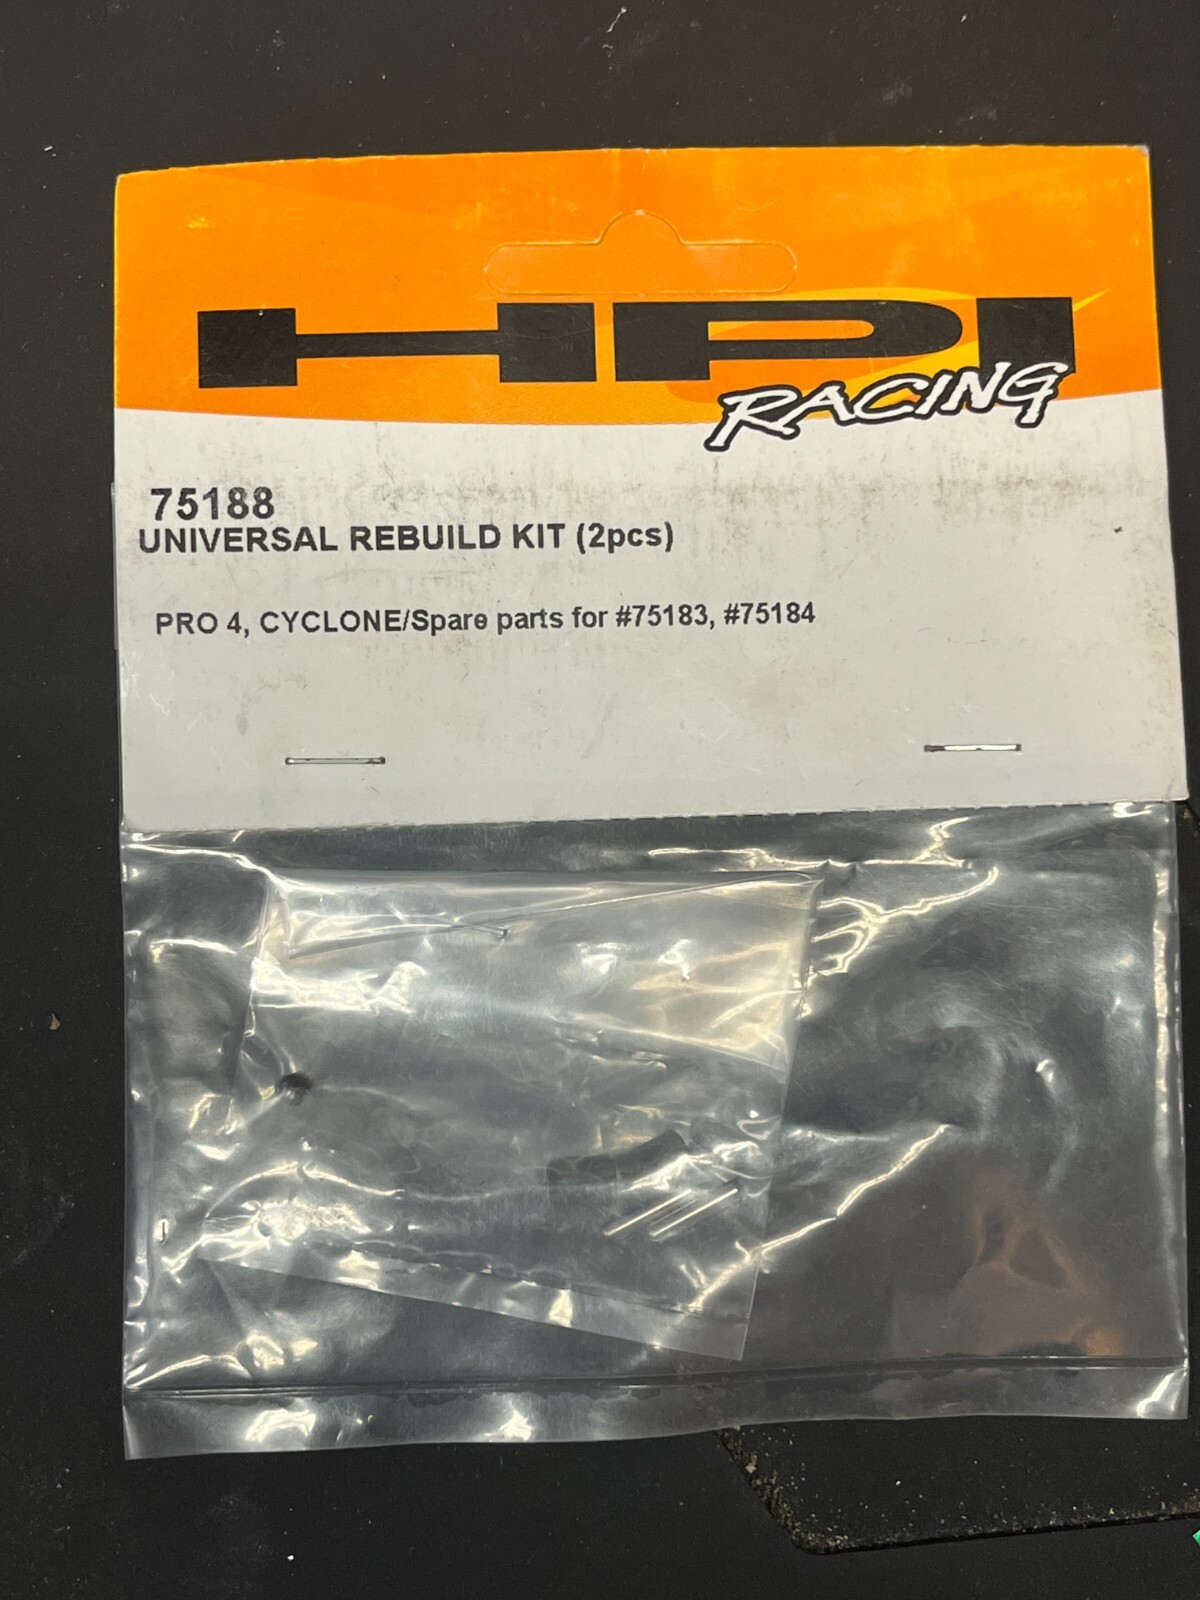 HPI
RACING
75188
UNIVERSAL REBUILD KIT (2pcs)
PRO 4, CYCLONE/Spare parts for #75183, #75184